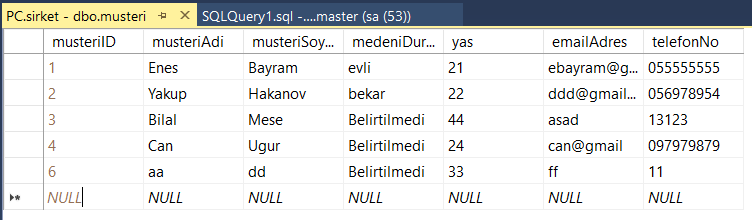 PC.sirket - dbo.musteri SQLQuery1.sql -....master (sa (53))
musteriID musteriAdi musteriSoy... medeniDur... yas emailAdres telefonNo
1 Enes Bayram evli 21 ebayram@g... 055555555
2 Yakup Hakanov bekar 22 ddd@gmail... 056978954
3 Bilal Mese Belirtilmedi 44 asad 13123
4 Can Ugur Belirtilmedi 24 can@gmail 097979879
6 aa dd Belirtilmedi 33 ff 11
NULL NULL NULL NULL NULL NULL NULL